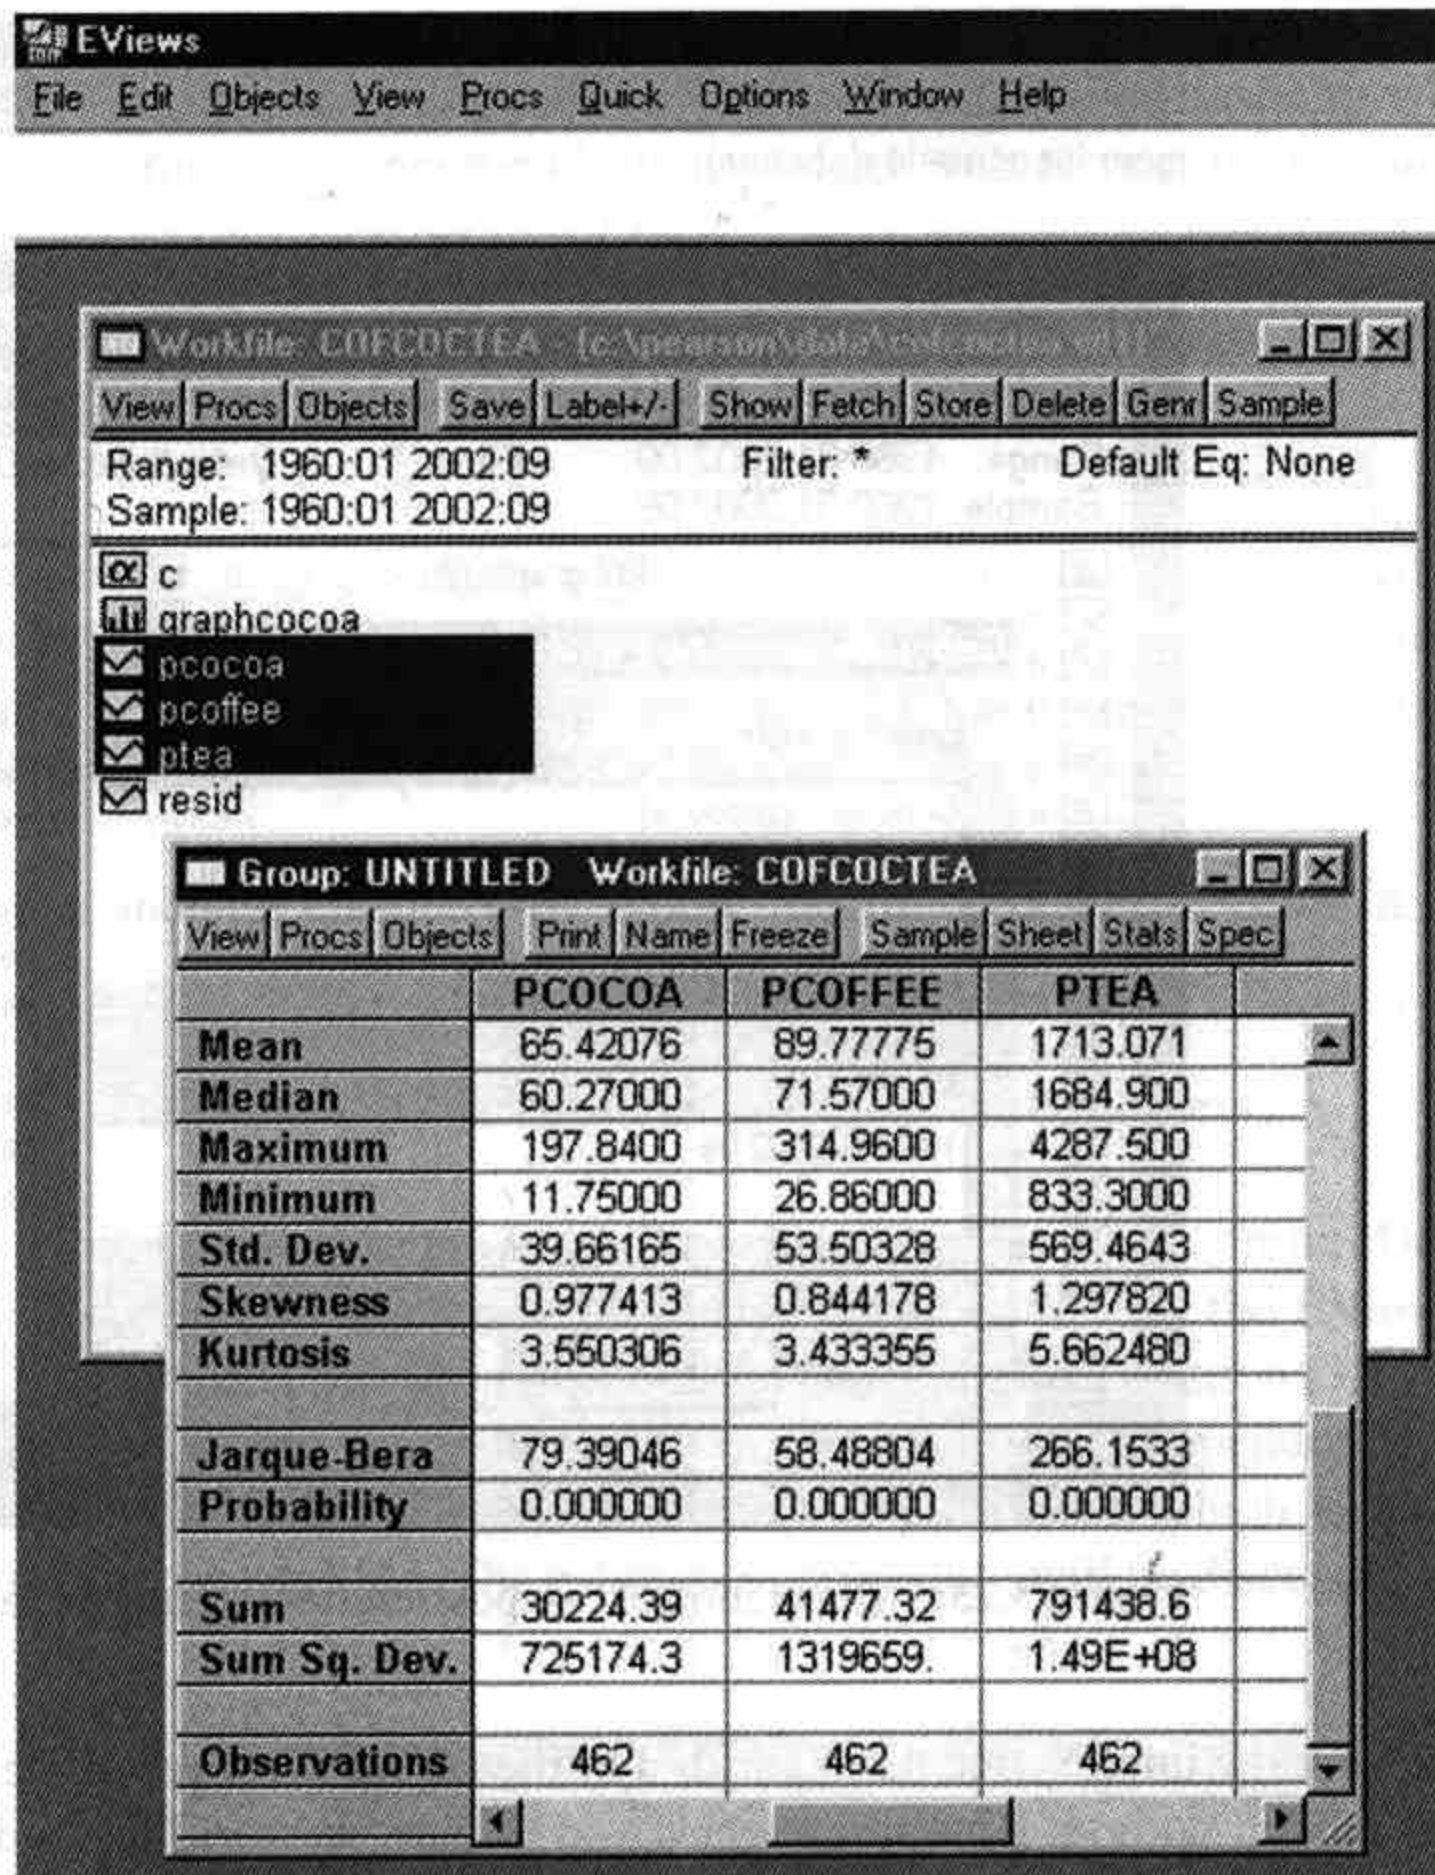 EViews
File Edit Objects View Procs Quick Options Window Help
Workfile: COFCOCTEA - (c:\pearson\data\
View Procs Objects Save Label+/- Show Fetch Store Delete Genr Sample
Range: 1960:01 2002:09 Filter: * Default Eq: None
Sample: 1960:01 2002:09
c
graphcocoa
pcocoa
pcoffee
ptea
resid
Group: UNTITLED Workfile: COFCOCTEA
View Procs Objects Print Name Freeze Sample Sheet Stats Spec
PCOCOA PCOFFEE PTEA
Mean 65.42076 89.77775 1713.071
Median 60.27000 71.57000 1684.900
Maximum 197.8400 314.9600 4287.500
Minimum 11.75000 26.86000 833.3000
Std. Dev. 39.66165 53.50328 569.4643
Skewness 0.977413 0.844178 1.297820
Kurtosis 3.550306 3.433355 5.662480
Jarque-Bera 79.39046 58.48804 266.1533
Probability 0.000000 0.000000 0.000000
Sum 30224.39 41477.32 791438.6
Sum Sq. Dev. 725174.3 1319659. 1.49E+08
Observations 462 462 462